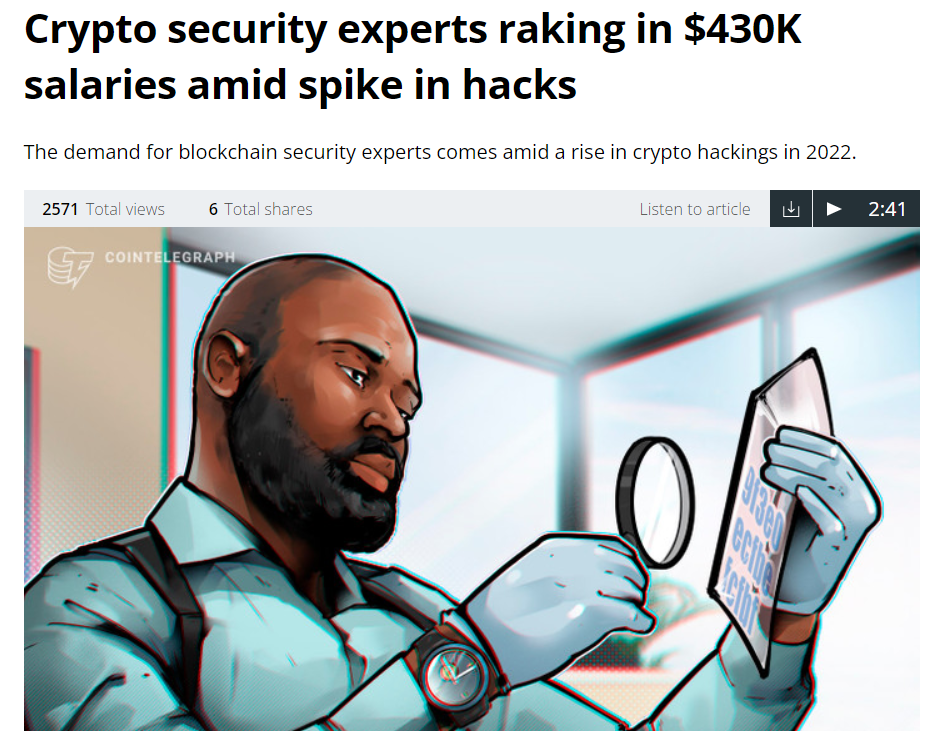 Crypto security experts raking in $430K
salaries amid spike in hacks
The demand for blockchain security experts comes amid a rise in crypto hackings in 2022.
2571 Total views 6 Total shares Listen to article 2:41
COINTELEGRAPH